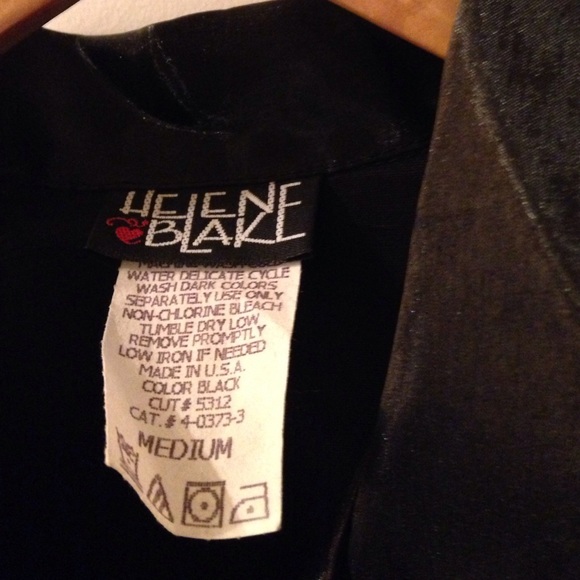 HELENE
BLAKE
WATER DELICATE CYCLE
WASH DARK COLORS
SEPARATELY USE ONLY
NON-CHLORINE BLEACH
TUMBLE DRY LOW
REMOVE PROMPTLY
LOW IRON IF NEEDED
MADE IN U.S.A.
COLOR BLACK
CUT# 5312
CAT.# 4-0373-3
MEDIUM